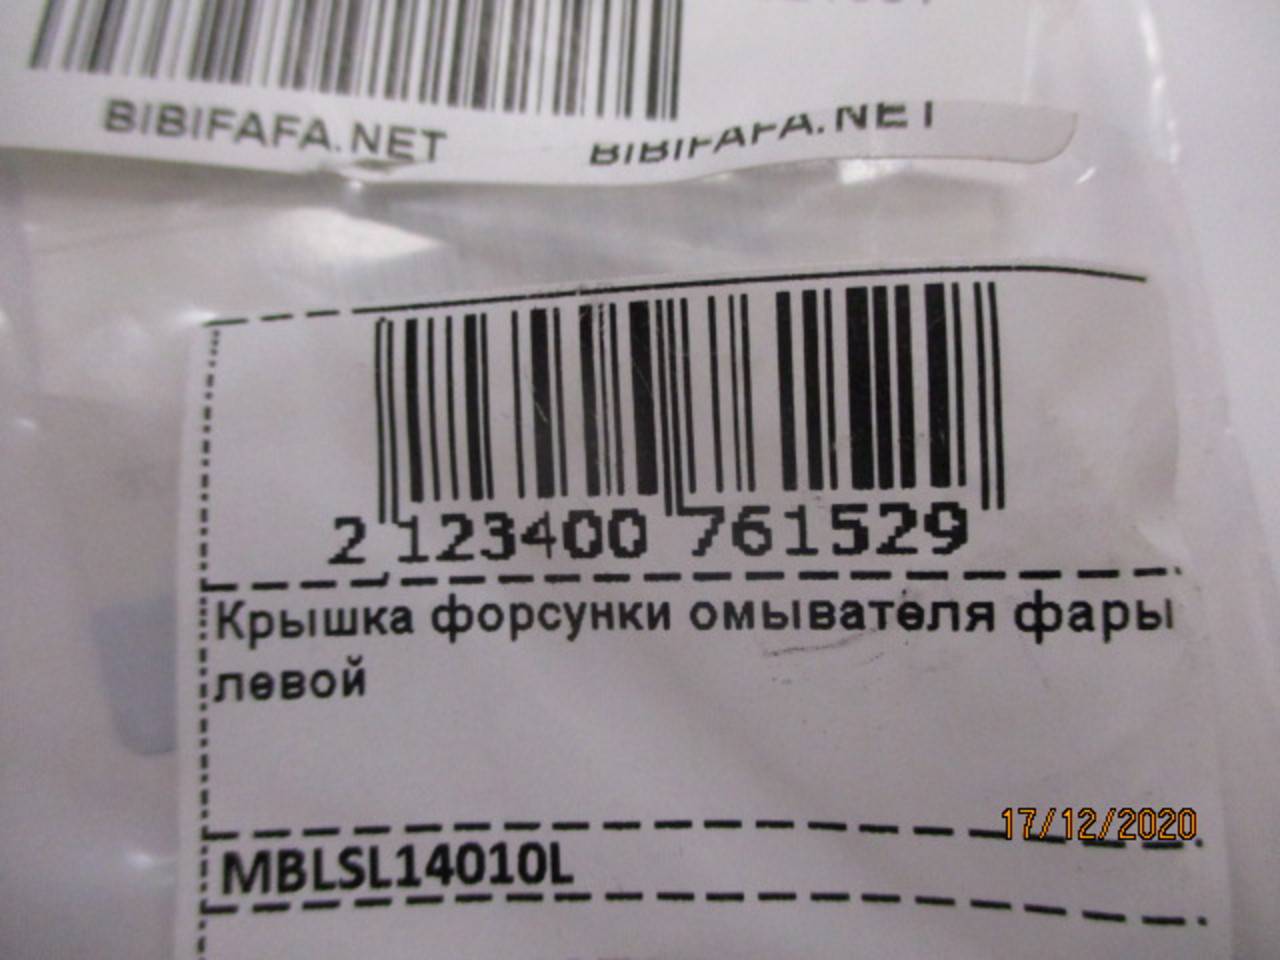 BIBIFAFA.NET BIBIFAFA.NET
2 123400 761529
Крышка форсунки омывателя фары
левой
17/12/2020
MBLSL14010L